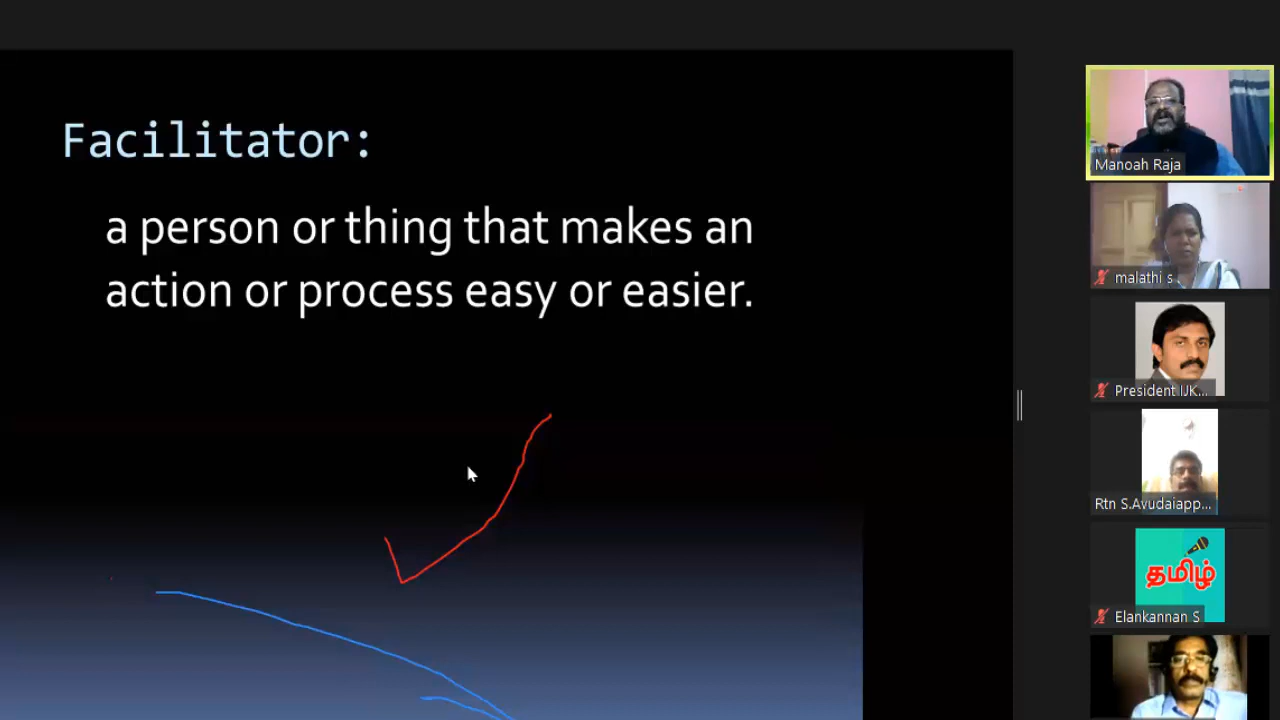 Facilitator:
a person or thing that makes an
action or process easy or easier.
Manoah Raja
malathi s
President IJK...
Rtn S.Avudaiapp...
தமிழ்
Elankannan S